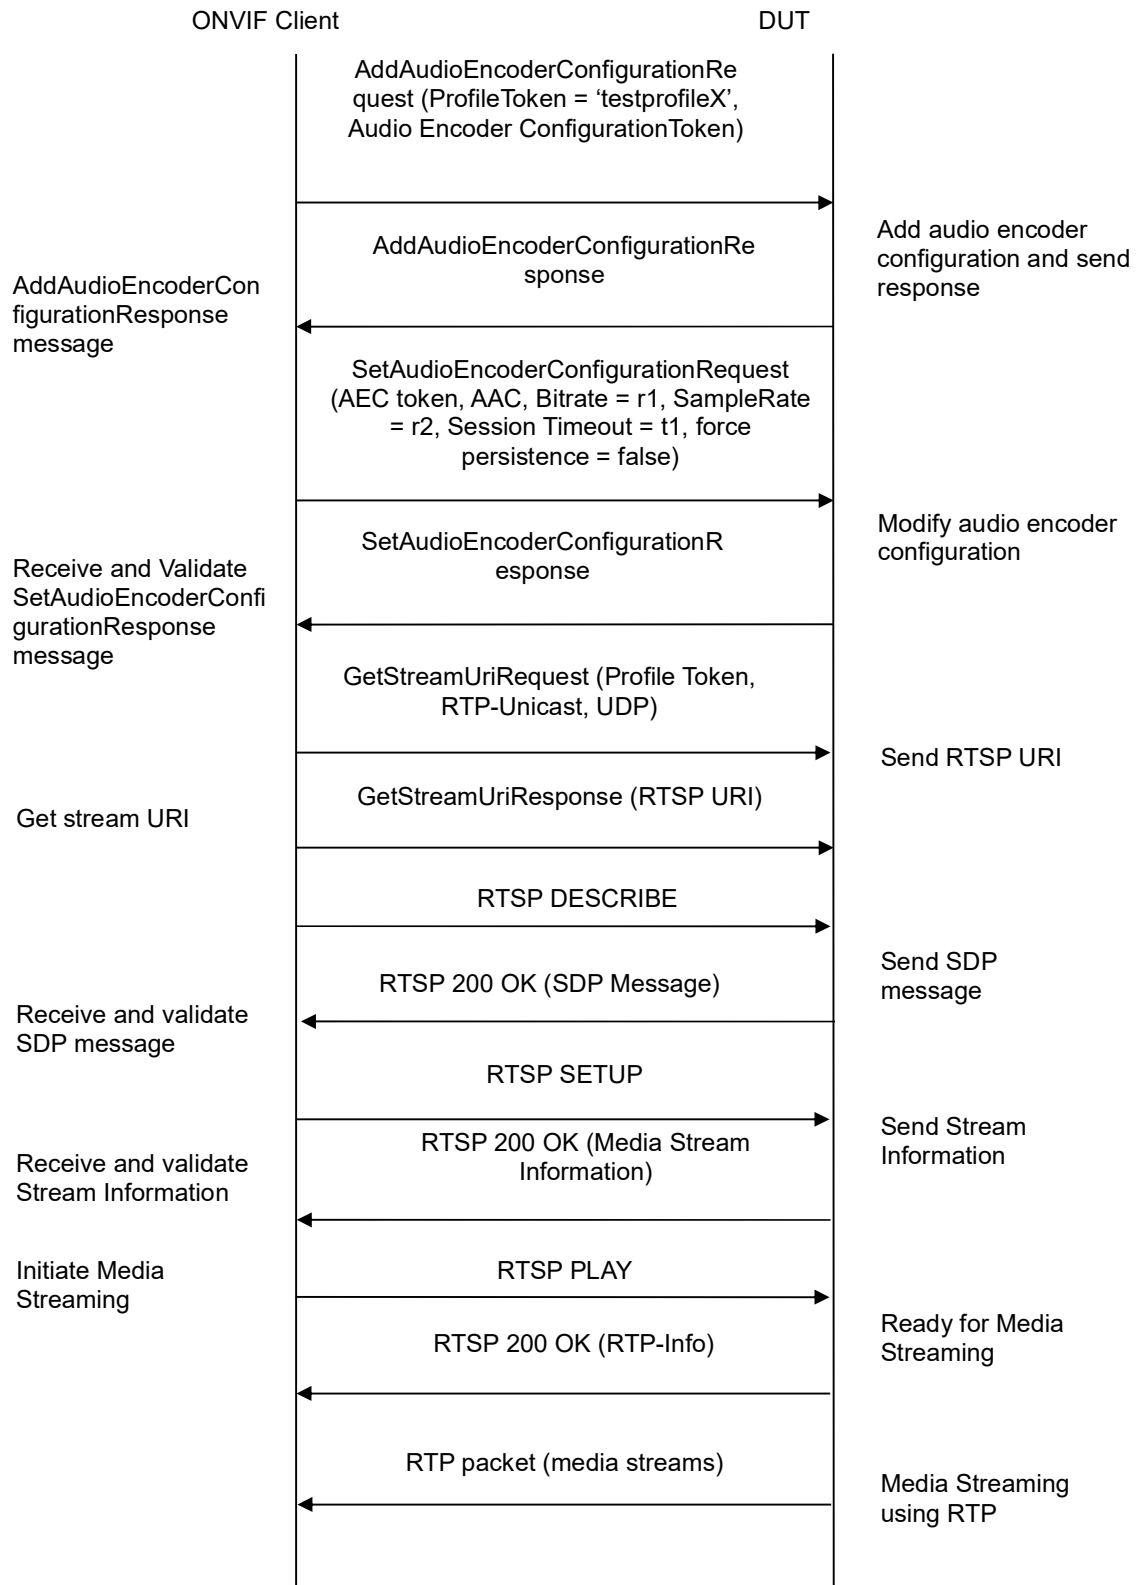 ONVIF Client
DUT
AddAudioEncoderConfigurationRe
quest (ProfileToken = ‘testprofileX’,
Audio Encoder ConfigurationToken)
Add audio encoder
configuration and send
response
AddAudioEncoderConfigurationRe
sponse
AddAudioEncoderCon
figurationResponse
message
SetAudioEncoderConfigurationRequest
(AEC token, AAC, Bitrate = r1, SampleRate
= r2, Session Timeout = t1, force
persistence = false)
Modify audio encoder
configuration
SetAudioEncoderConfigurationR
esponse
Receive and Validate
SetAudioEncoderConfi
gurationResponse
message
GetStreamUriRequest (Profile Token,
RTP-Unicast, UDP)
Send RTSP URI
GetStreamUriResponse (RTSP URI)
Get stream URI
RTSP DESCRIBE
Send SDP
message
RTSP 200 OK (SDP Message)
Receive and validate
SDP message
RTSP SETUP
Send Stream
Information
RTSP 200 OK (Media Stream
Information)
Receive and validate
Stream Information
Initiate Media
Streaming
RTSP PLAY
Ready for Media
Streaming
RTSP 200 OK (RTP-Info)
RTP packet (media streams)
Media Streaming
using RTP